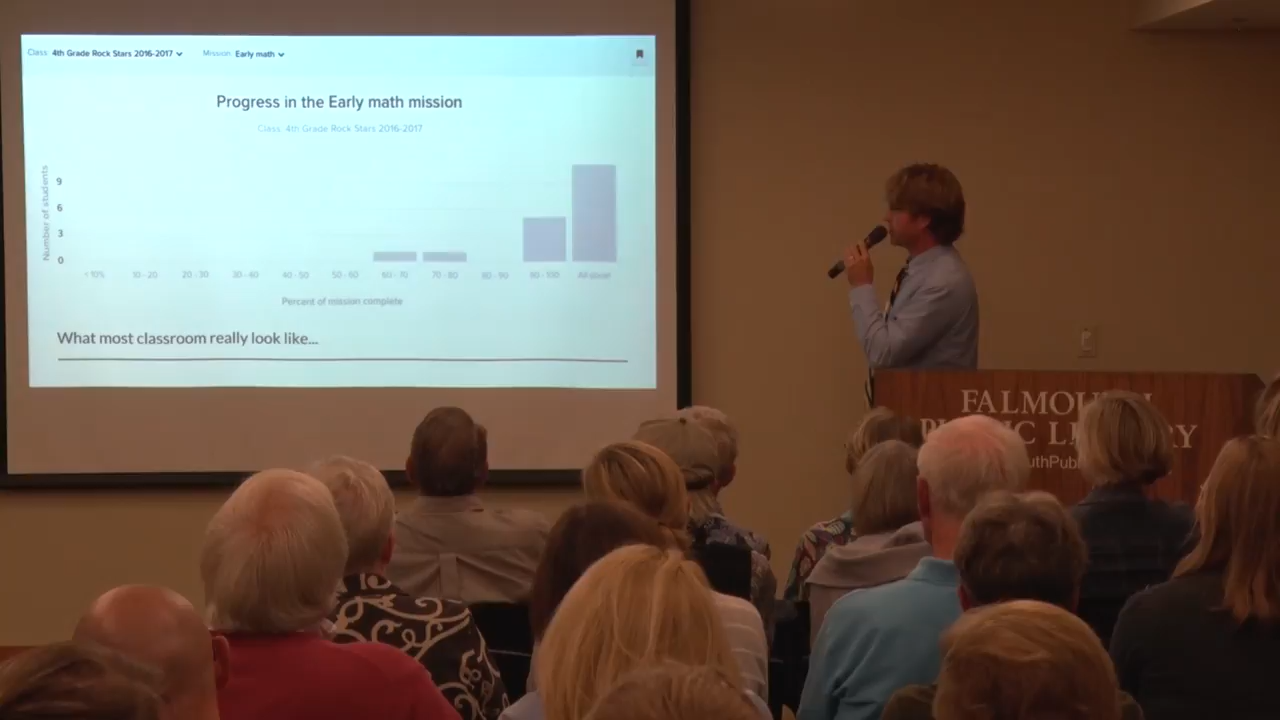 Class: 4th Grade Rock Stars 2016-2017 Mission: Early math
Progress in the Early math mission
Class: 4th Grade Rock Stars 2016-2017
Number of students
9
6
3
0
<10% 10 - 20 20 - 30 30 - 40 40 - 50 50 - 60 60 - 70 70 - 80 80 - 90 90 - 100 All done!
Percent of mission complete
What most classroom really look like...
FALMOUTH
LI RY
uthPub